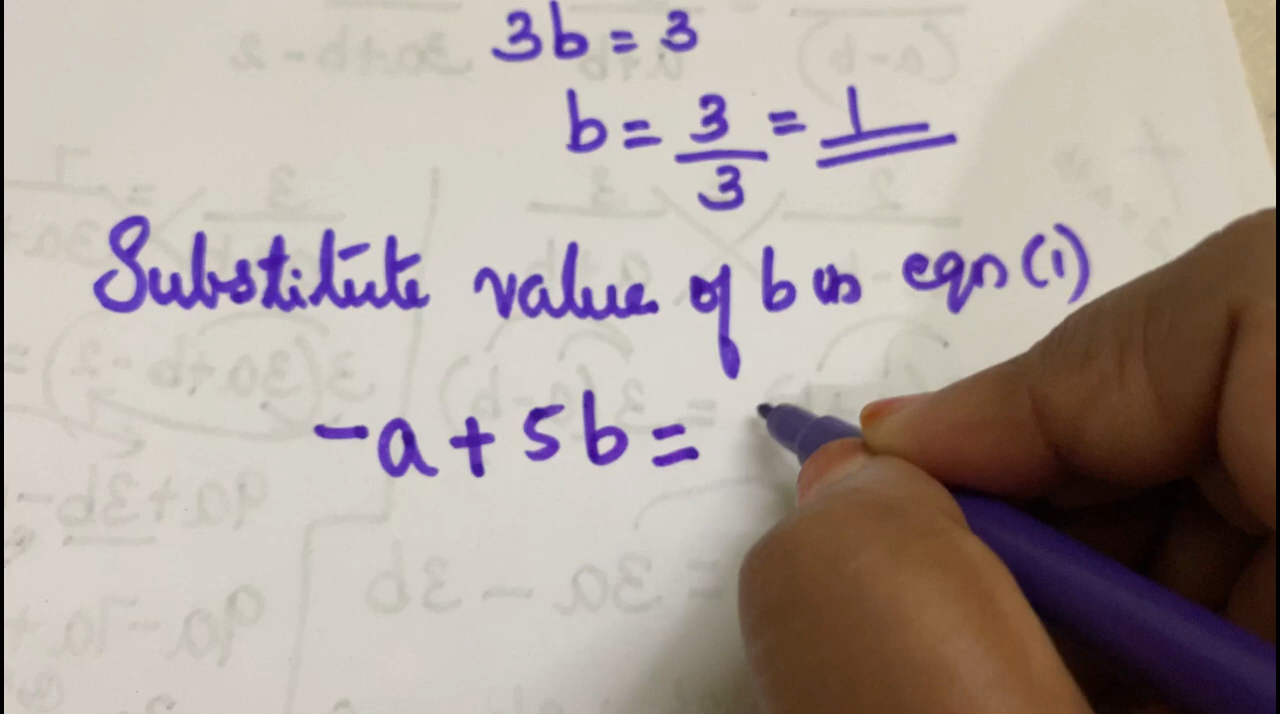 3b = 3
b = 3/3 = 1
Substitute value of b in eqn (1)
-a + 5b =